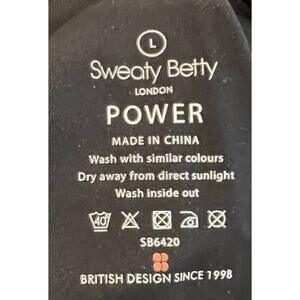 L
Sweaty Betty
LONDON
POWER
MADE IN CHINA
Wash with similar colours
Dry away from direct sunlight
Wash inside out
40
SB6420
BRITISH DESIGN SINCE 1998